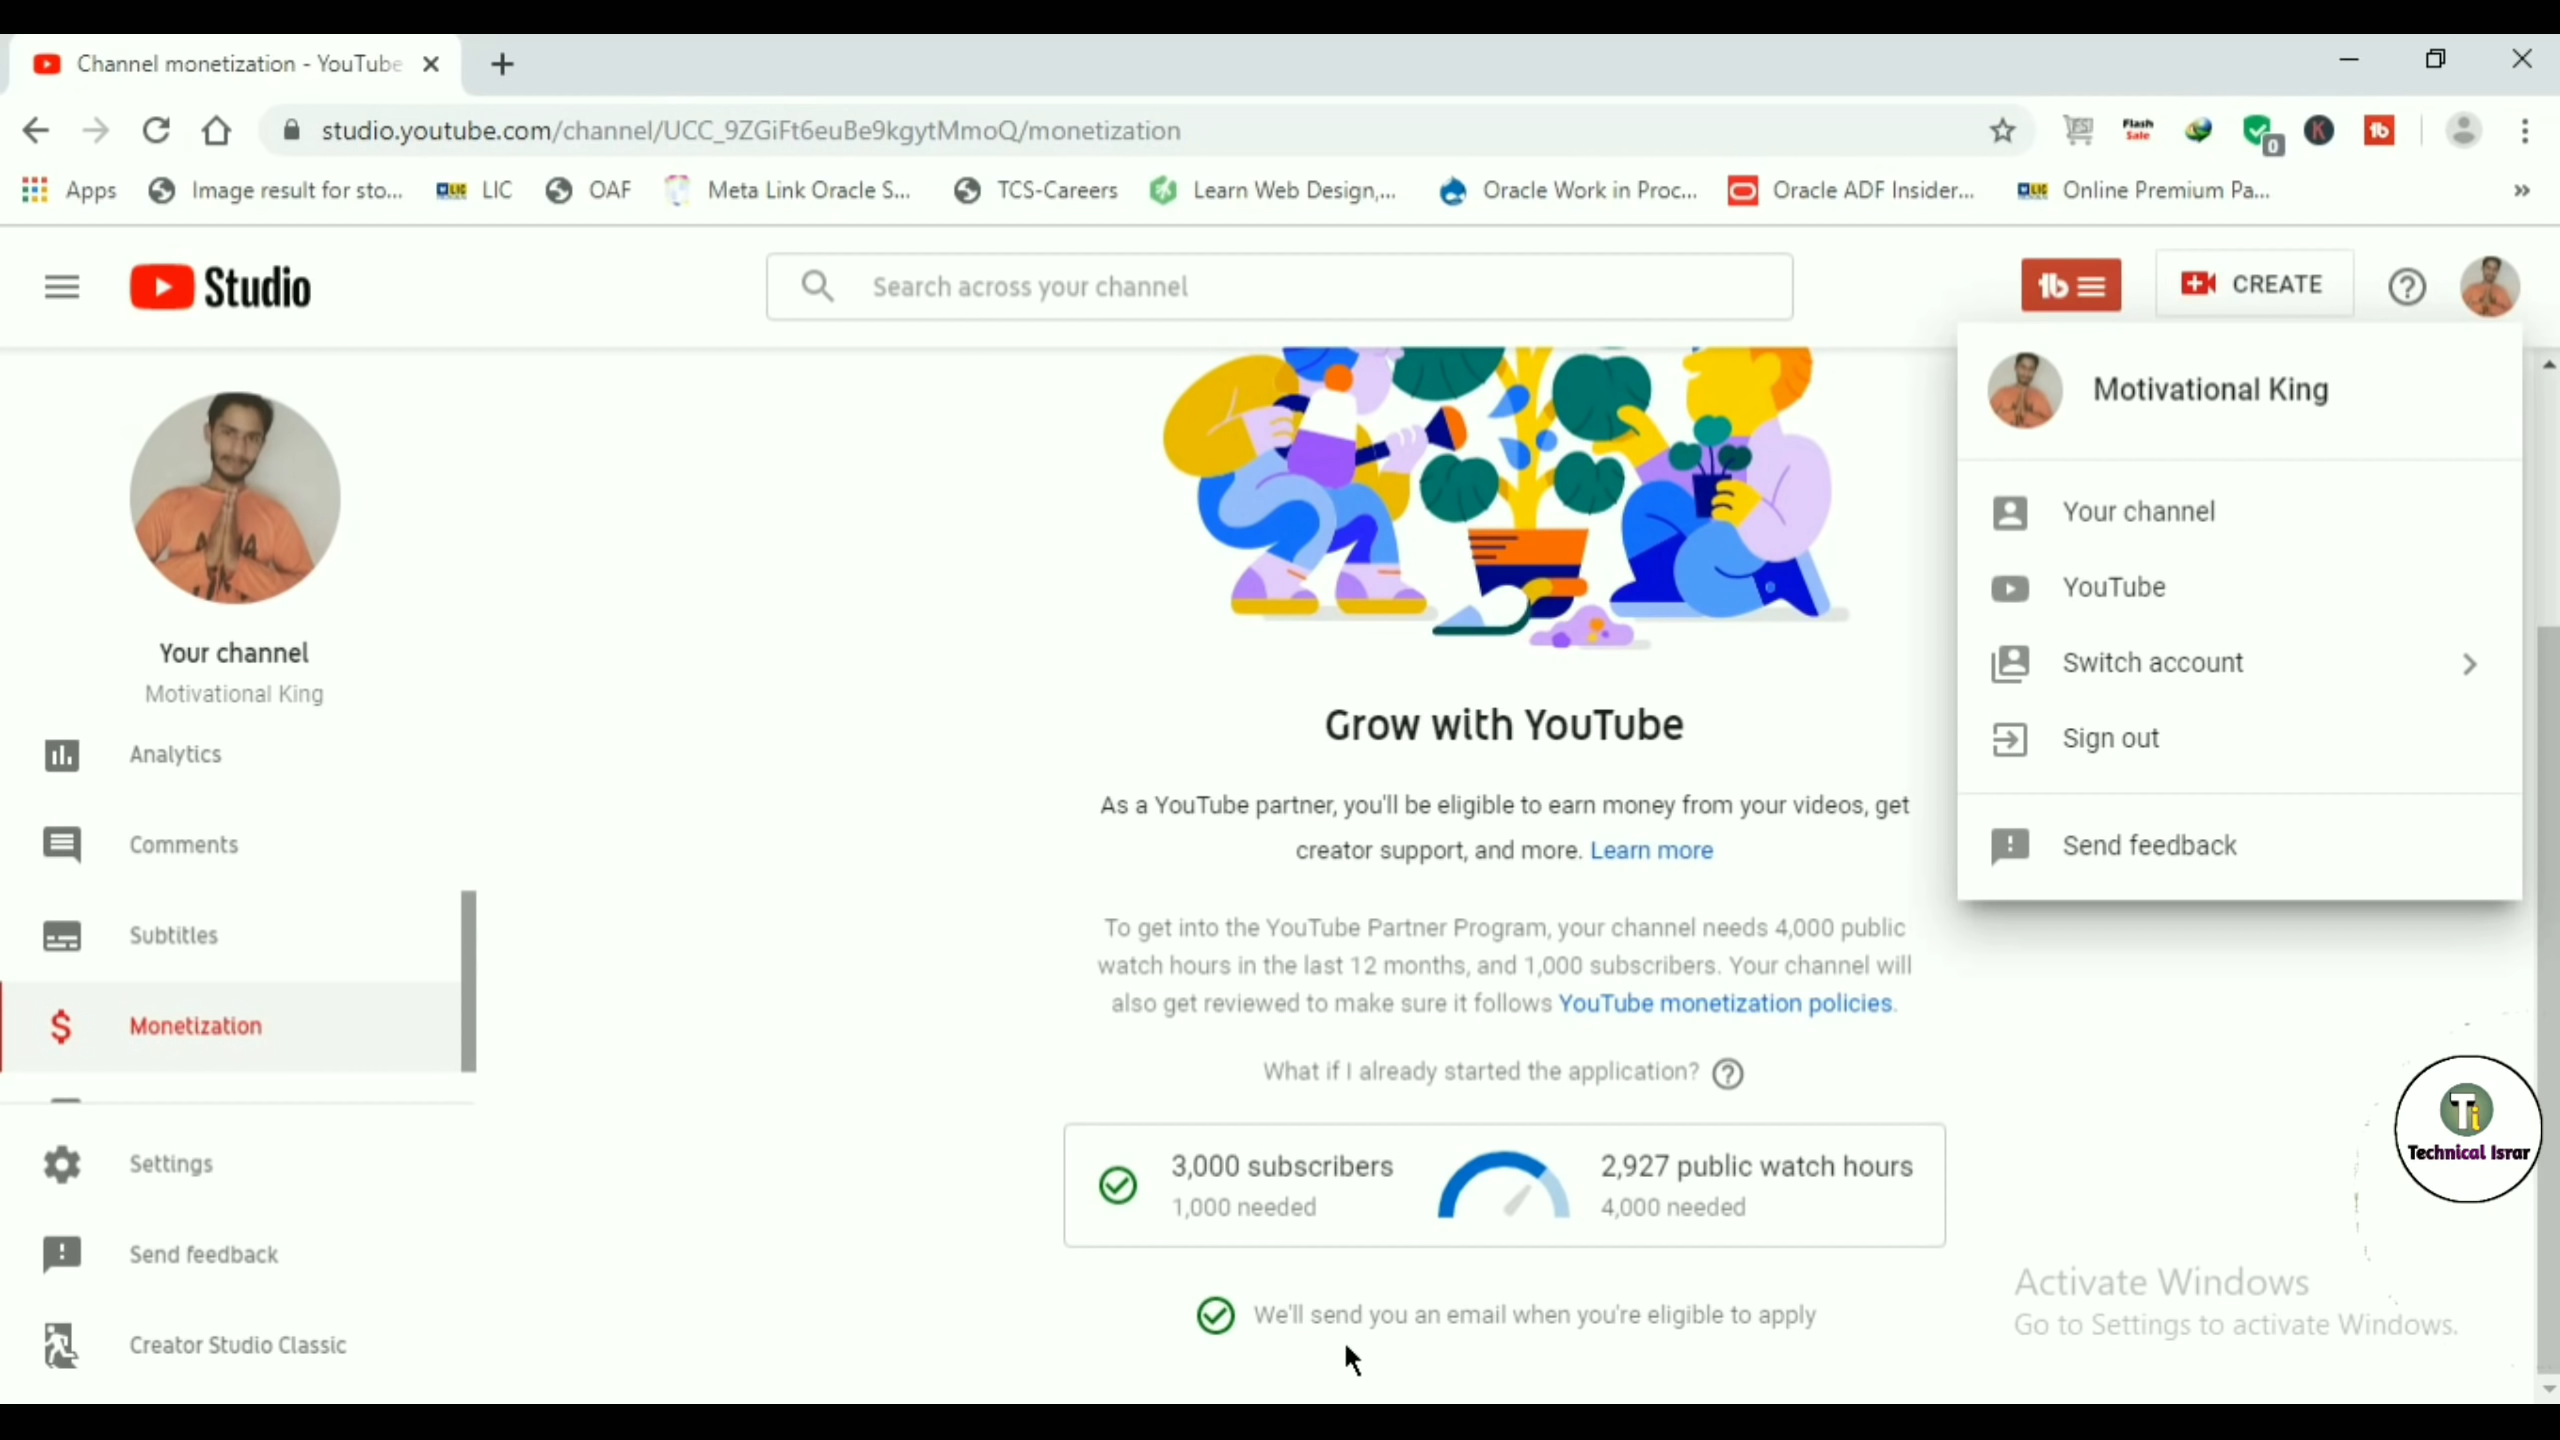 Channel monetization - YouTube
studio.youtube.com/channel/UCC_9ZGiFt6euBe9kgytMmoQ/monetization
Flash
Sale
0
K
tb
Apps
Image result for sto...
LIC
LIC
OAF
Meta Link Oracle S...
TCS-Careers
Learn Web Design,...
Oracle Work in Proc...
Oracle ADF Insider...
LIC
Online Premium Pa...
Studio
Search across your channel
tb
CREATE
Motivational King
Your channel
YouTube
Switch account
Sign out
Send feedback
Your channel
Motivational King
Analytics
Comments
Subtitles
Monetization
Settings
Send feedback
Creator Studio Classic
Grow with YouTube
As a YouTube partner, you'll be eligible to earn money from your videos, get
creator support, and more. Learn more
To get into the YouTube Partner Program, your channel needs 4,000 public
watch hours in the last 12 months, and 1,000 subscribers. Your channel will
also get reviewed to make sure it follows YouTube monetization policies.
What if I already started the application?
3,000 subscribers
1,000 needed
2,927 public watch hours
4,000 needed
We'll send you an email when you're eligible to apply
Ti
Technical Israr
Activate Windows
Go to Settings to activate Windows.